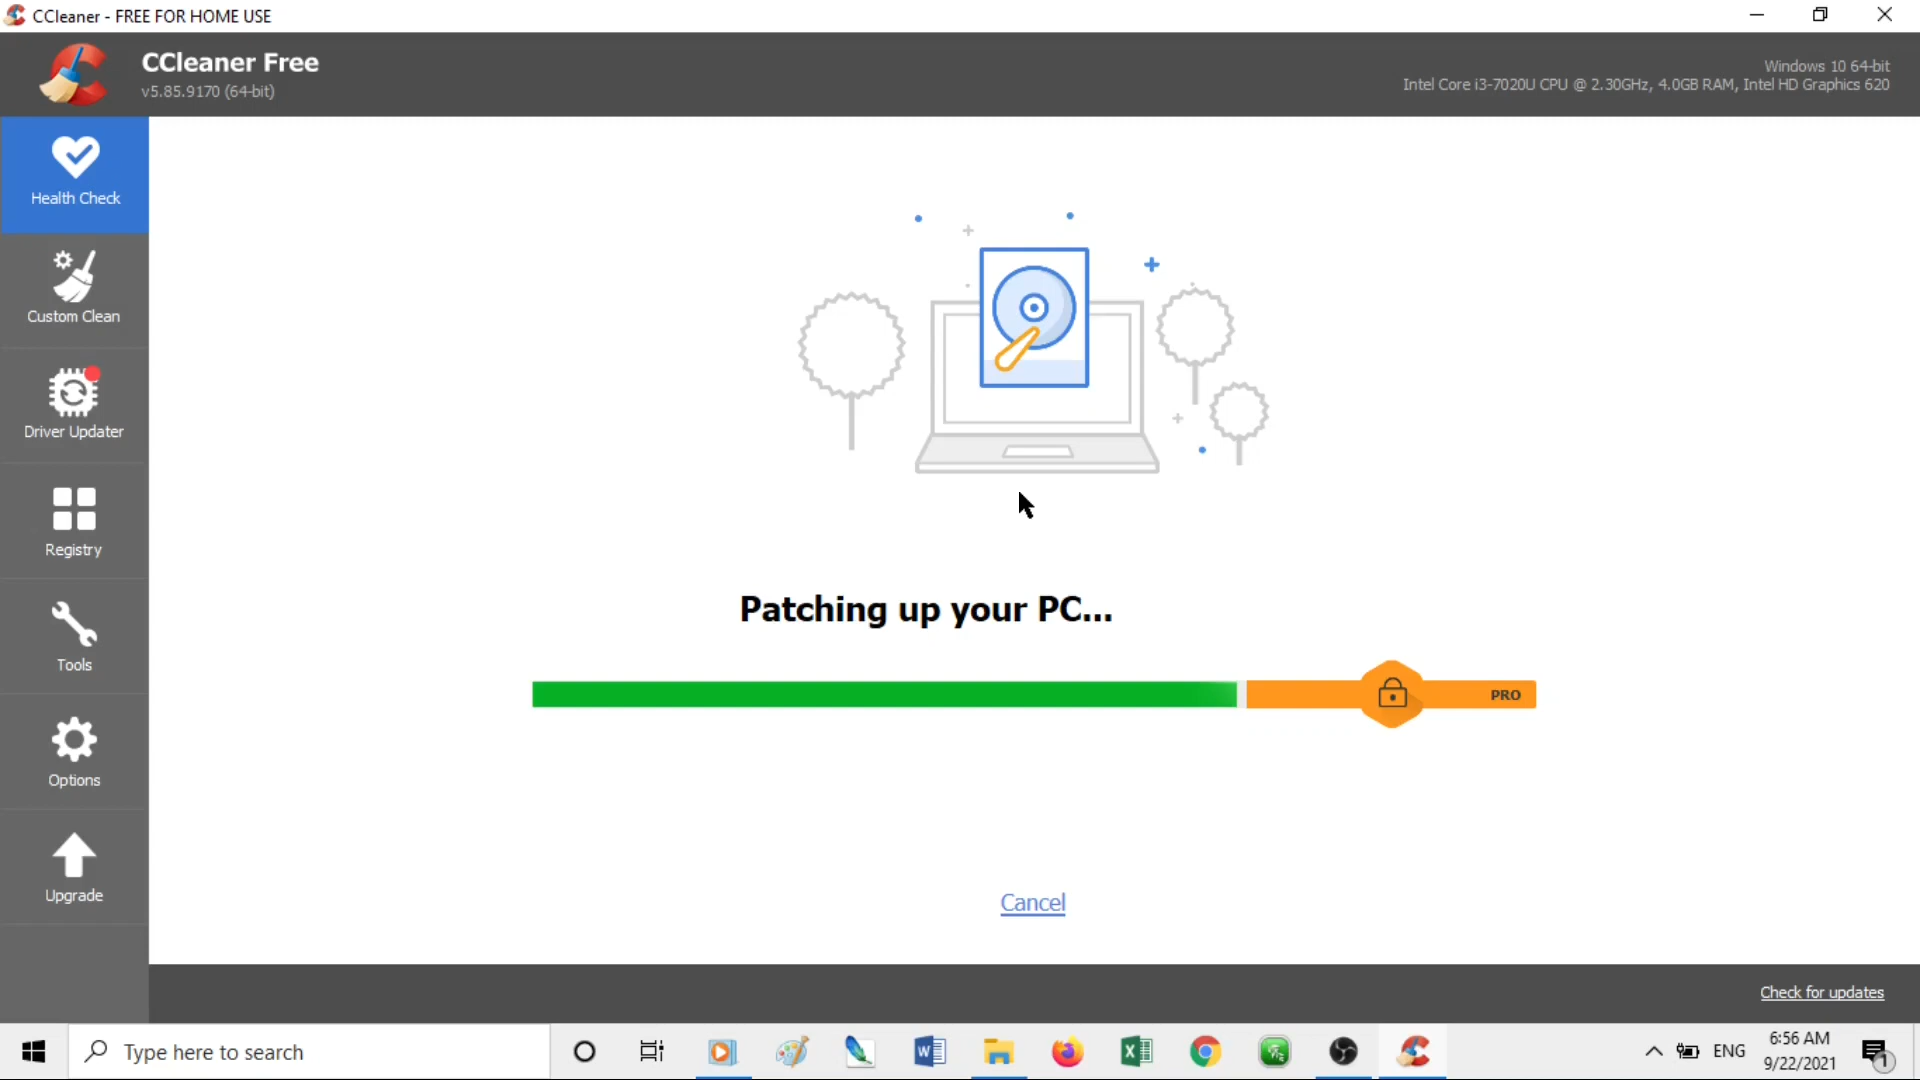 CCleaner - FREE FOR HOME USE
CCleaner Free
v5.85.9170 (64-bit)
Windows 10 64-bit
Intel Core i3-7020U CPU @ 2.30GHz, 4.0GB RAM, Intel HD Graphics 620
Health Check
Custom Clean
Driver Updater
Registry
Tools
Options
Upgrade
Patching up your PC...
PRO
Cancel
Check for updates
Type here to search
ENG
6:56 AM
9/22/2021
1